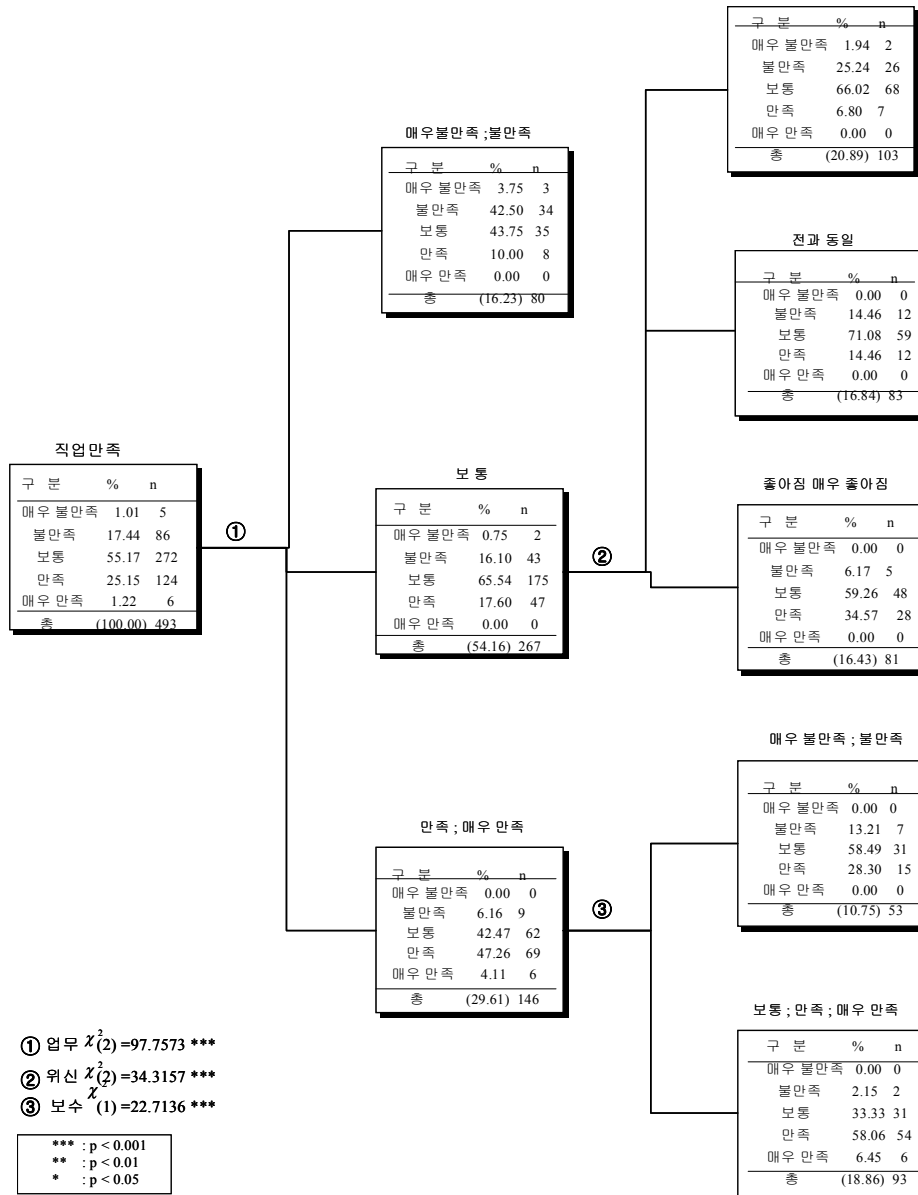 직업만족
구 분 % n
매우 불만족 1.01 5
불만족 17.44 86
보통 55.17 272
만족 25.15 124
매우 만족 1.22 6
총 (100.00) 493
①
매우불만족 ;불만족
구 분 % n
매우 불만족 3.75 3
불만족 42.50 34
보통 43.75 35
만족 10.00 8
매우 만족 0.00 0
총 (16.23) 80
보 통
구 분 % n
매우 불만족 0.75 2
불만족 16.10 43
보통 65.54 175
만족 17.60 47
매우 만족 0.00 0
총 (54.16) 267
②
만족 ; 매우 만족
구 분 % n
매우 불만족 0.00 0
불만족 6.16 9
보통 42.47 62
만족 47.26 69
매우 만족 4.11 6
총 (29.61) 146
③
구 분 % n
매우 불만족 1.94 2
불만족 25.24 26
보통 66.02 68
만족 6.80 7
매우 만족 0.00 0
총 (20.89) 103
전과 동일
구 분 % n
매우 불만족 0.00 0
불만족 14.46 12
보통 71.08 59
만족 14.46 12
매우 만족 0.00 0
총 (16.84) 83
좋아짐 매우 좋아짐
구 분 % n
매우 불만족 0.00 0
불만족 6.17 5
보통 59.26 48
만족 34.57 28
매우 만족 0.00 0
총 (16.43) 81
매우 불만족 ; 불만족
구 분 % n
매우 불만족 0.00 0
불만족 13.21 7
보통 58.49 31
만족 28.30 15
매우 만족 0.00 0
총 (10.75) 53
보통 ; 만족 ; 매우 만족
구 분 % n
매우 불만족 0.00 0
불만족 2.15 2
보통 33.33 31
만족 58.06 54
매우 만족 6.45 6
총 (18.86) 93
① 업무 χ²(2) =97.7573 ***
② 위신 χ²(2) =34.3157 ***
③ 보수 χ²(1) =22.7136 ***
*** : p < 0.001
** : p < 0.01
* : p < 0.05